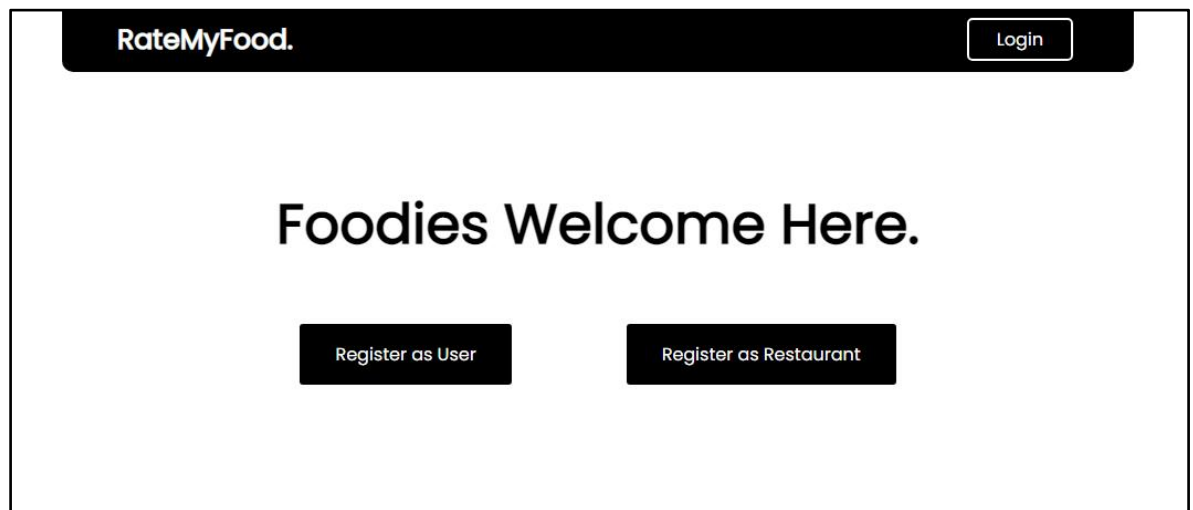 RateMyFood.
Login
Foodies Welcome Here.
Register as User
Register as Restaurant